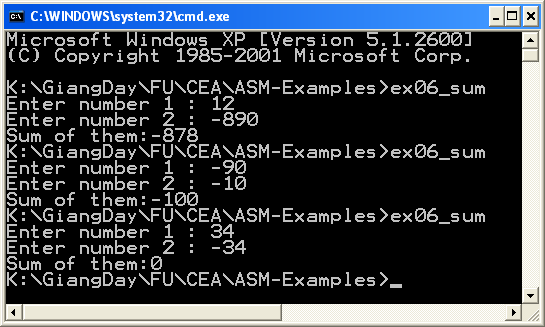 C:\WINDOWS\system32\cmd.exe
Microsoft Windows XP [Version 5.1.2600]
(C) Copyright 1985-2001 Microsoft Corp.
K:\GiangDay\FU\CEA\ASM-Examples>ex06_sum
Enter number 1 : 12
Enter number 2 : -890
Sum of them:-878
K:\GiangDay\FU\CEA\ASM-Examples>ex06_sum
Enter number 1 : -90
Enter number 2 : -10
Sum of them:-100
K:\GiangDay\FU\CEA\ASM-Examples>ex06_sum
Enter number 1 : 34
Enter number 2 : -34
Sum of them:0
K:\GiangDay\FU\CEA\ASM-Examples>_